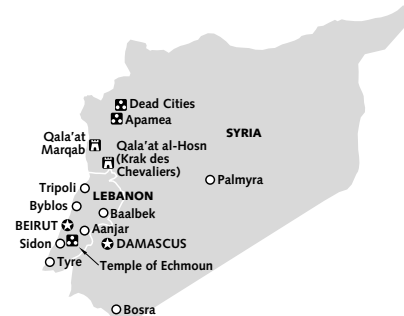 Dead Cities
Apamea
SYRIA
Qala'at
Marqab
Qala'at al-Hosn
(Krak des
Chevaliers)
Palmyra
Tripoli
LEBANON
Byblos
Baalbek
BEIRUT
Aanjar
Sidon
DAMASCUS
Tyre
Temple of Echmoun
Bosra